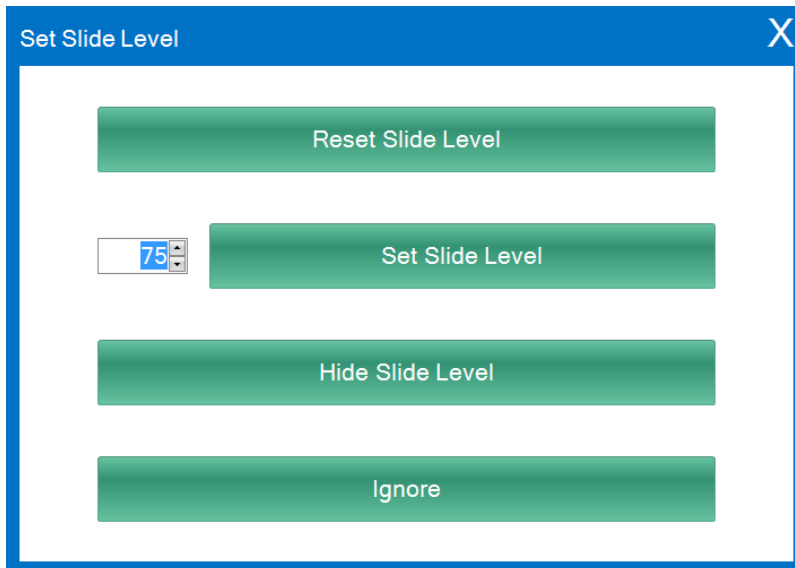 Set Slide Level X
Reset Slide Level
75 Set Slide Level
Hide Slide Level
Ignore